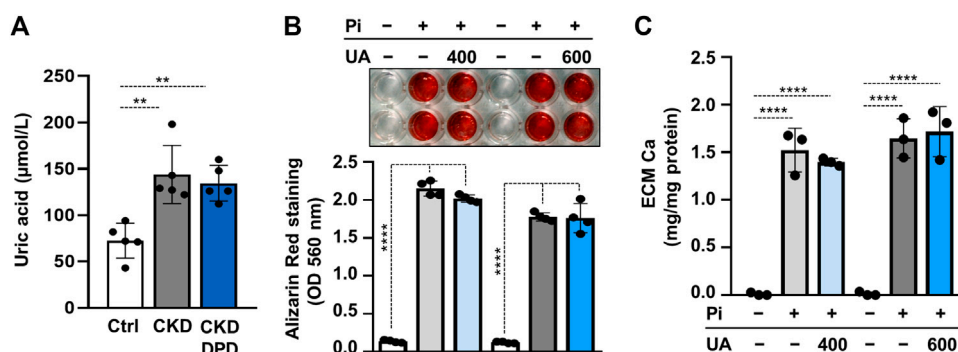 A
Uric acid (µmol/L)
250
200
150
100
50
0
**
**
Ctrl
CKD
CKD
DPD
B
Pi – + + – + +
UA – – 400 – – 600
Alizarin Red staining
(OD 560 nm)
2.5
2.0
1.5
1.0
0.5
0.0
****
****
C
ECM Ca
(mg/mg protein)
2.5
2.0
1.5
1.0
0.5
0.0
****
****
****
****
Pi – + + – + +
UA – – 400 – – 600